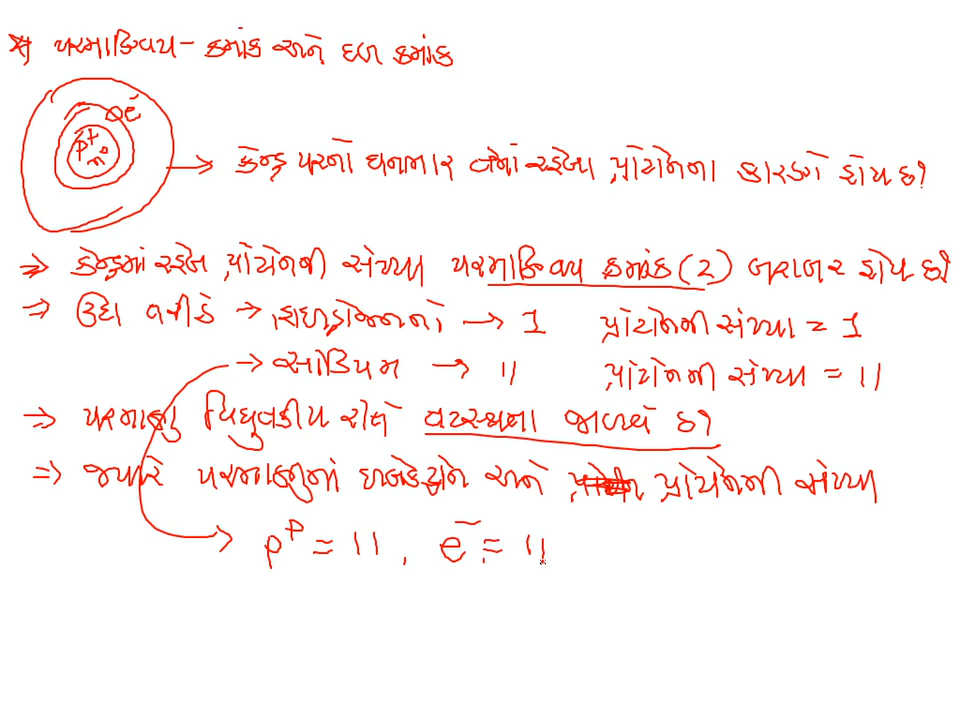 * પરમાણ્વિય - ક્રમાંક અને દળ ક્રમાંક
e⁻
p⁺
n⁰
→ કેન્દ્ર પરનો ધનભાર તેમાં રહેલા પ્રોટોનના કારણે હોય છે
⇒ કેન્દ્રમાં રહેલ પ્રોટોનની સંખ્યા પરમાણ્વિય ક્રમાંક (Z) બરાબર હોય છે
⇒ ઉદા તરીકે → હાઇડ્રોજનનો → 1 પ્રોટોનની સંખ્યા = 1
→ સોડિયમ → 11 પ્રોટોનની સંખ્યા = 11
⇒ પરમાણુ વિધુતકીય રીતે તટસ્થતા જાળવે છે
⇒ જ્યારે પરમાણુમાં ઇલેક્ટ્રોન અને પ્રોટોનની સંખ્યા
→ p⁺ = 11, e⁻ = 11